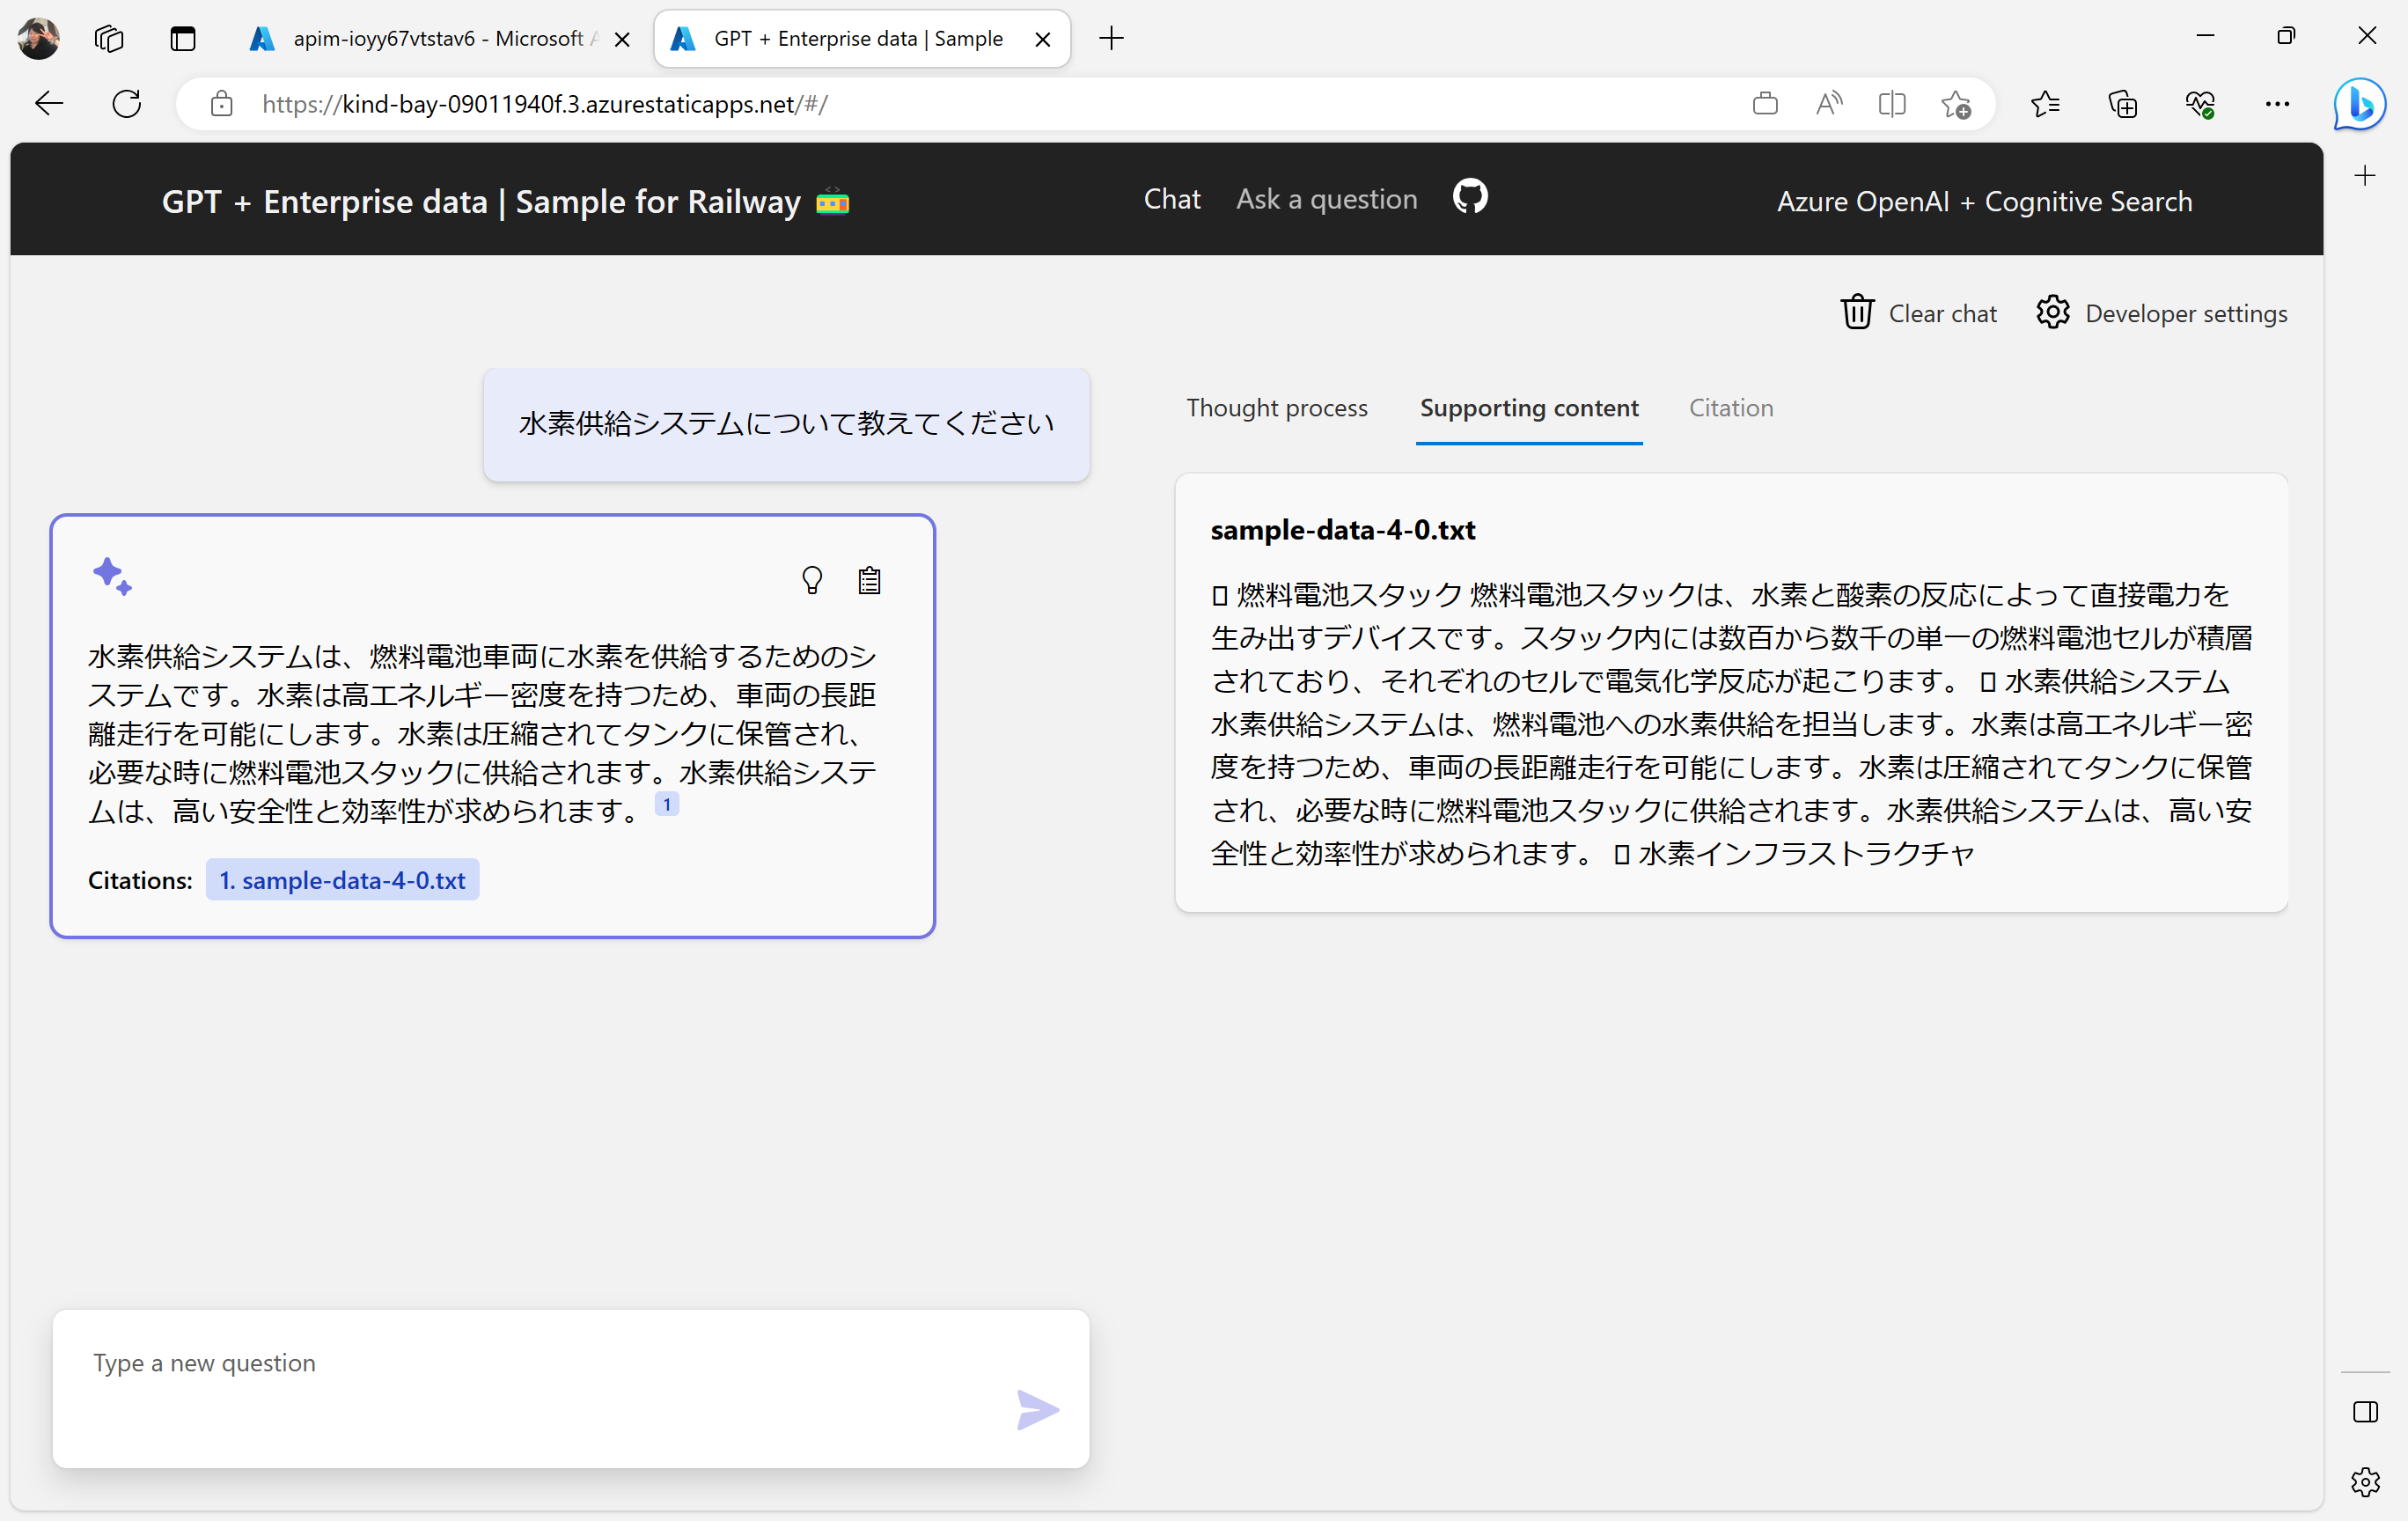 apim-ioyy67vtstav6 - Microsoft A
GPT + Enterprise data | Sample
https://kind-bay-09011940f.3.azurestaticapps.net/#/
GPT + Enterprise data | Sample for Railway
Chat
Ask a question
Azure OpenAI + Cognitive Search
Clear chat
Developer settings
水素供給システムについて教えてください
水素供給システムは、燃料電池車両に水素を供給するためのシ
ステムです。水素は高エネルギー密度を持つため、車両の長距
離走行を可能にします。水素は圧縮されてタンクに保管され、
必要な時に燃料電池スタックに供給されます。水素供給システ
ムは、高い安全性と効率性が求められます。 1
Citations: 1. sample-data-4-0.txt
Thought process
Supporting content
Citation
sample-data-4-0.txt
▯ 燃料電池スタック 燃料電池スタックは、水素と酸素の反応によって直接電力を
生み出すデバイスです。スタック内には数百から数千の単一の燃料電池セルが積層
されており、それぞれのセルで電気化学反応が起こります。 ▯ 水素供給システム
水素供給システムは、燃料電池への水素供給を担当します。水素は高エネルギー密
度を持つため、車両の長距離走行を可能にします。水素は圧縮されてタンクに保管
され、必要な時に燃料電池スタックに供給されます。水素供給システムは、高い安
全性と効率性が求められます。 ▯ 水素インフラストラクチャ
Type a new question